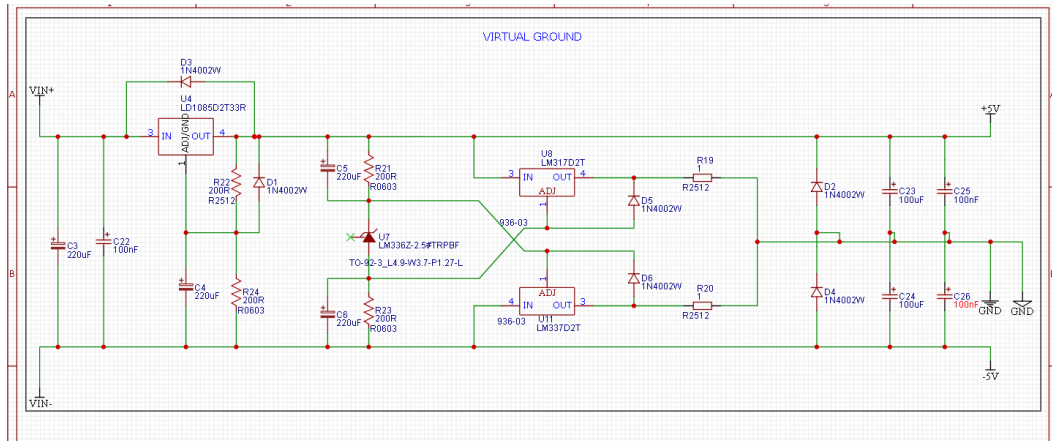 VIRTUAL GROUND
A
B
VIN+
D3
1N4002W
U4
LD1085D2T33R
3
IN
ADJ/GND
OUT
4
1
R22
200R
R2512
D1
1N4002W
C3
220uF
C22
100nF
C4
220uF
R24
200R
R0603
C5
220uF
R21
200R
R0603
U7
LM336Z-2.5#TRPBF
TO-92-3_L4.9-W3.7-P1.27-L
C6
220uF
R23
200R
R0603
U8
LM317D2T
3
IN
OUT
4
ADJ
1
936-03
D5
1N4002W
R19
1
R2512
1
ADJ
4
IN
OUT
3
936-03
U11
LM337D2T
D6
1N4002W
R20
1
R2512
D2
1N4002W
D4
1N4002W
C23
100uF
C25
100nF
C24
100uF
C26
100nF
+5V
GND
GND
-5V
VIN-